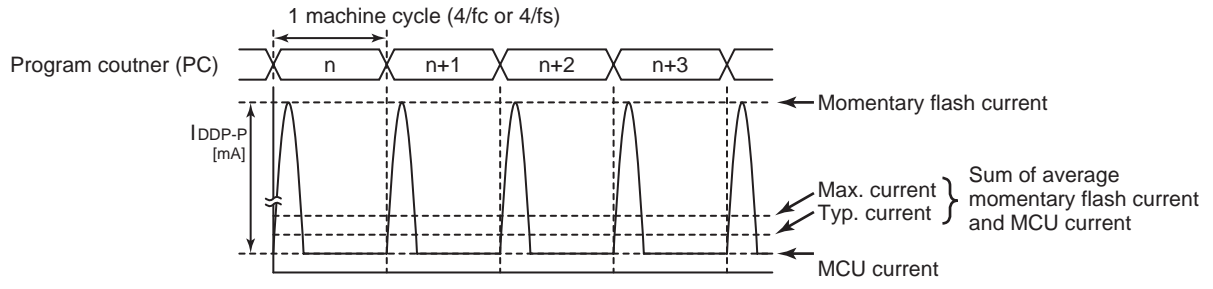 1 machine cycle (4/fc or 4/fs)
Program coutner (PC)
n
n+1
n+2
n+3
Momentary flash current
IDDP-P
[mA]
Max. current
Typ. current
Sum of average
momentary flash current
and MCU current
MCU current